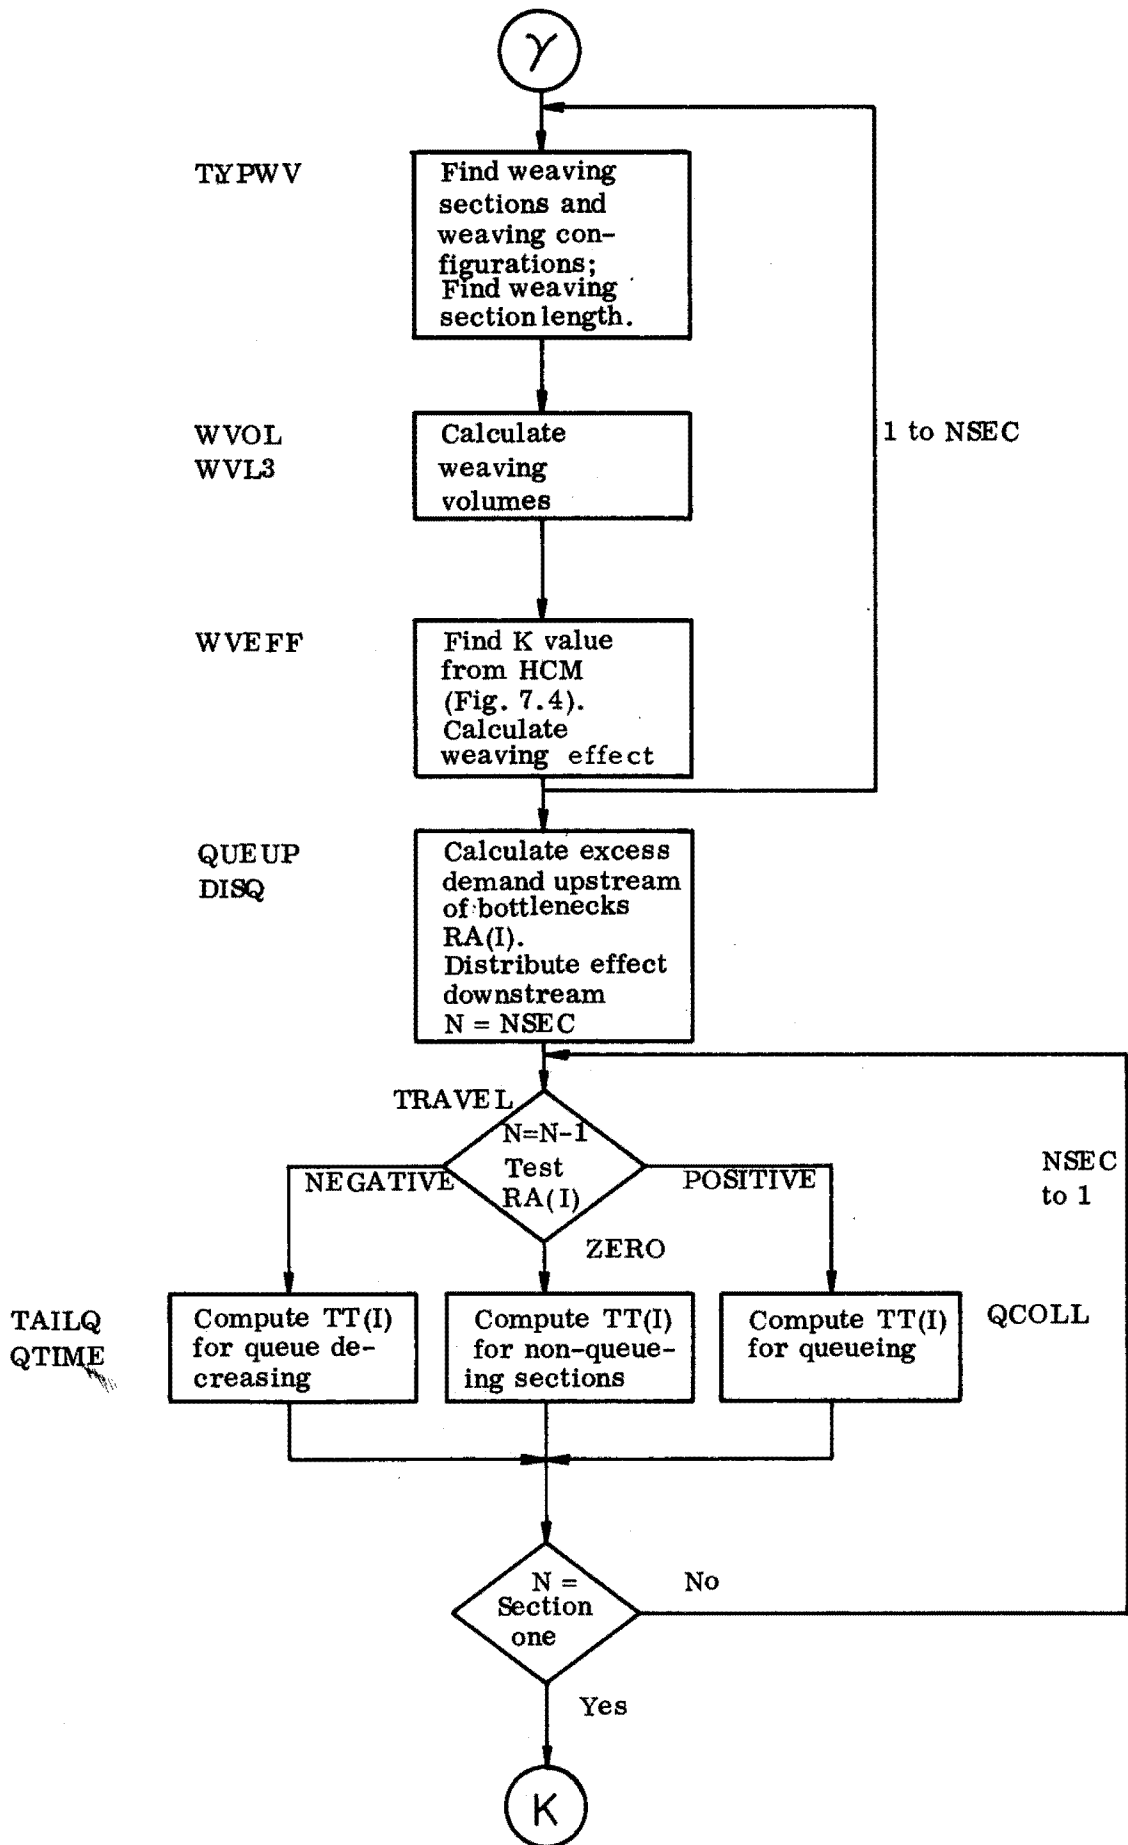 γ
TYPWV
Find weaving
sections and
weaving con-
figurations;
Find weaving
section length.
WVOL
WVL3
Calculate
weaving
volumes
1 to NSEC
WVEFF
Find K value
from HCM
(Fig. 7.4).
Calculate
weaving effect
QUEUP
DISQ
Calculate excess
demand upstream
of bottlenecks
RA(I).
Distribute effect
downstream
N = NSEC
TRAVEL
N=N-1
Test
RA(I)
NEGATIVE
POSITIVE
ZERO
NSEC
to 1
TAILQ
QTIME
Compute TT(I)
for queue de-
creasing
Compute TT(I)
for non-queue-
ing sections
Compute TT(I)
for queueing
QCOLL
N =
Section
one
No
Yes
K